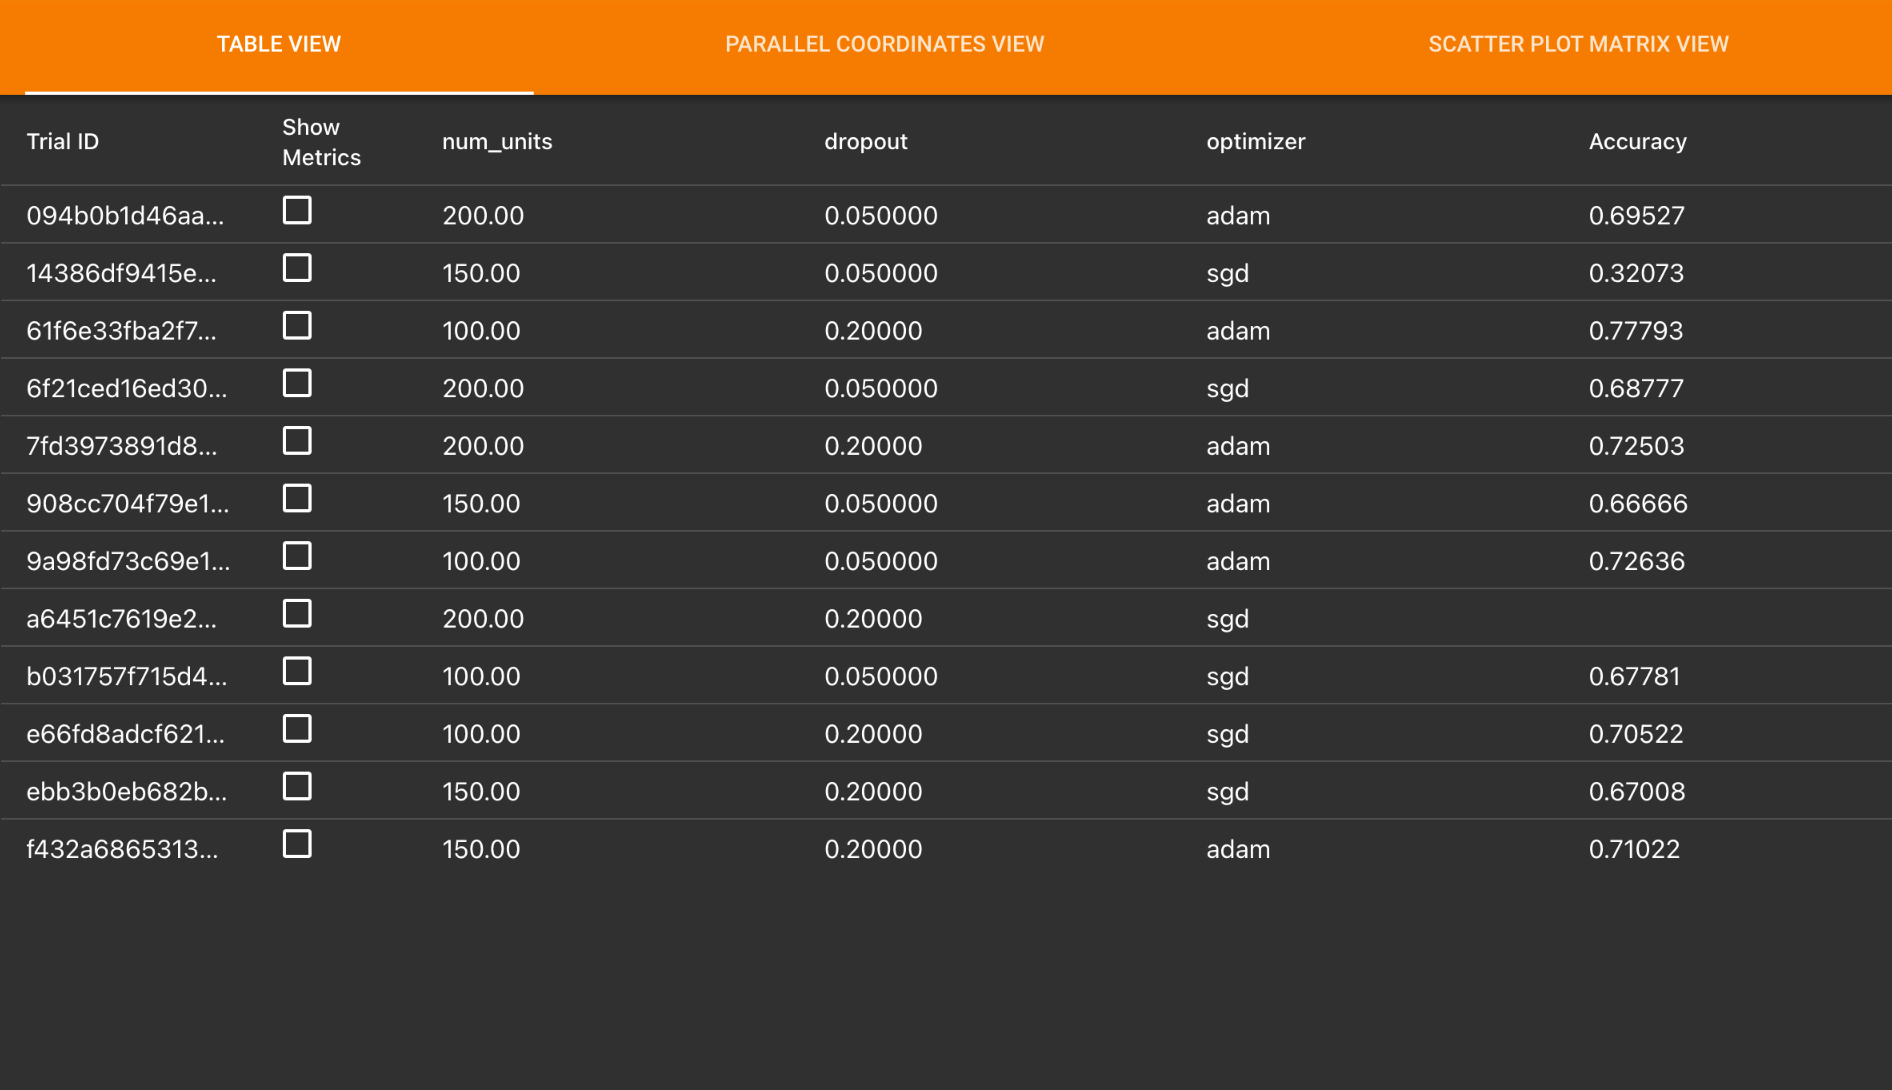 TABLE VIEW PARALLEL COORDINATES VIEW SCATTER PLOT MATRIX VIEW
Trial ID Show Metrics num_units dropout optimizer Accuracy
094b0b1d46aa... 200.00 0.050000 adam 0.69527
14386df9415e... 150.00 0.050000 sgd 0.32073
61f6e33fba2f7... 100.00 0.20000 adam 0.77793
6f21ced16ed30... 200.00 0.050000 sgd 0.68777
7fd3973891d8... 200.00 0.20000 adam 0.72503
908cc704f79e1... 150.00 0.050000 adam 0.66666
9a98fd73c69e1... 100.00 0.050000 adam 0.72636
a6451c7619e2... 200.00 0.20000 sgd
b031757f715d4... 100.00 0.050000 sgd 0.67781
e66fd8adcf621... 100.00 0.20000 sgd 0.70522
ebb3b0eb682b... 150.00 0.20000 sgd 0.67008
f432a6865313... 150.00 0.20000 adam 0.71022